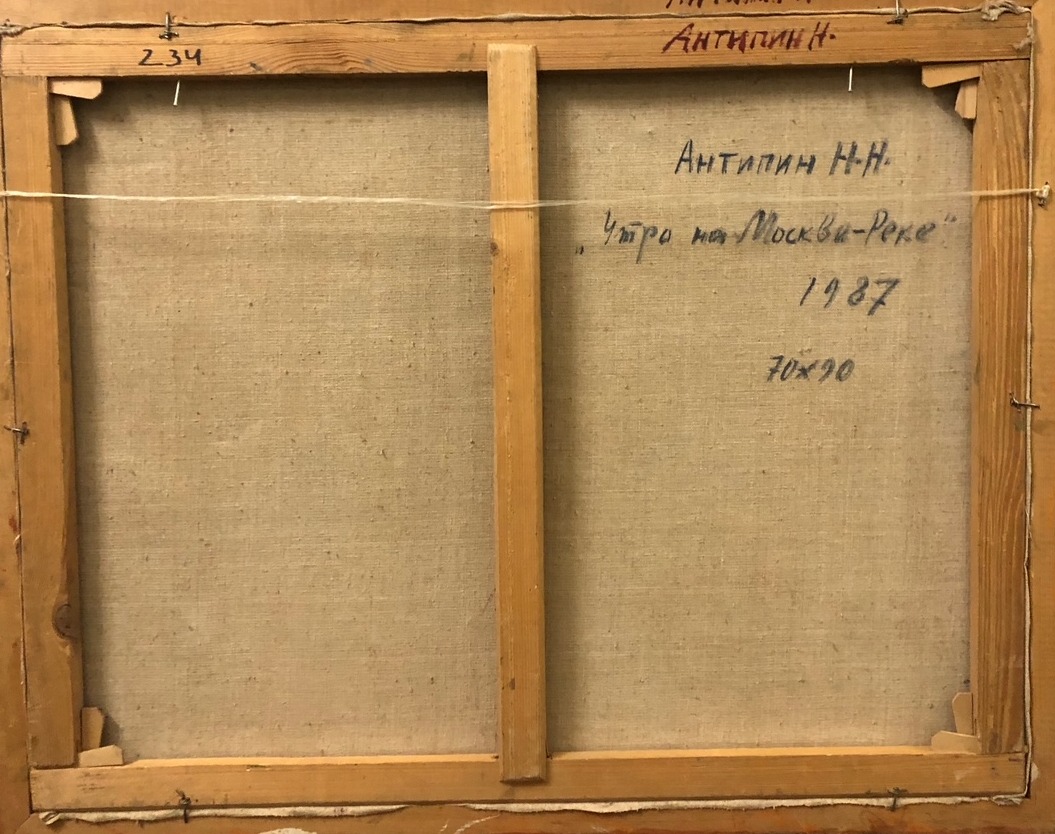 Антипин Н.
234
Антипин Н.Н.
„Утро на Москва-Реке“
1987
70х90